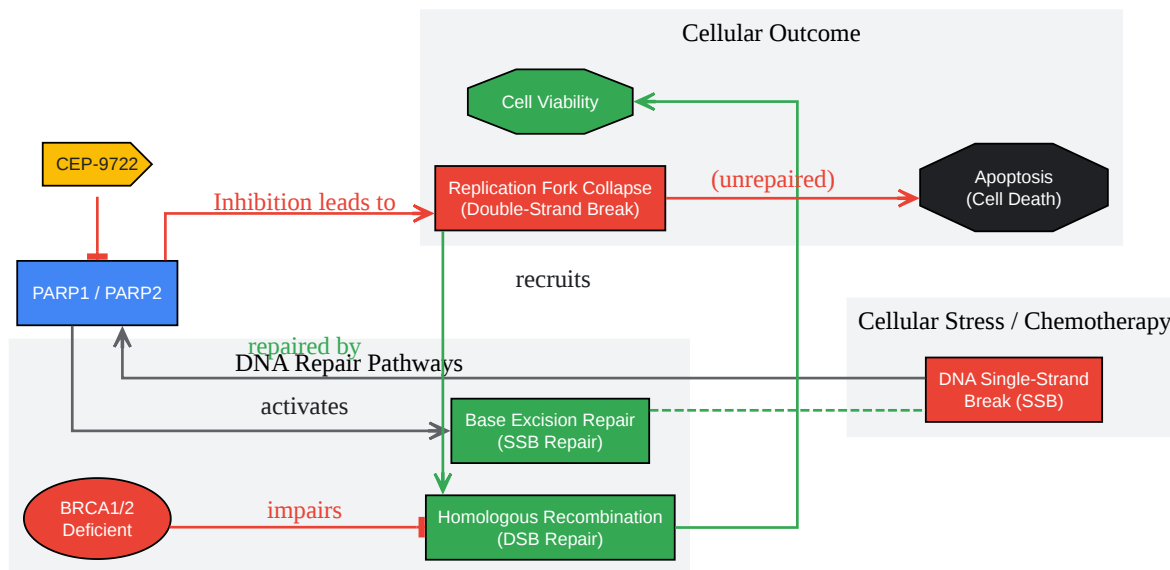 Cellular Outcome
Cell Viability
CEP-9722
Inhibition leads to
Replication Fork Collapse
(Double-Strand Break)
(unrepaired)
Apoptosis
(Cell Death)
PARP1 / PARP2
recruits
Cellular Stress / Chemotherapy
repaired by
DNA Repair Pathways
DNA Single-Strand
Break (SSB)
activates
Base Excision Repair
(SSB Repair)
BRCA1/2
Deficient
impairs
Homologous Recombination
(DSB Repair)